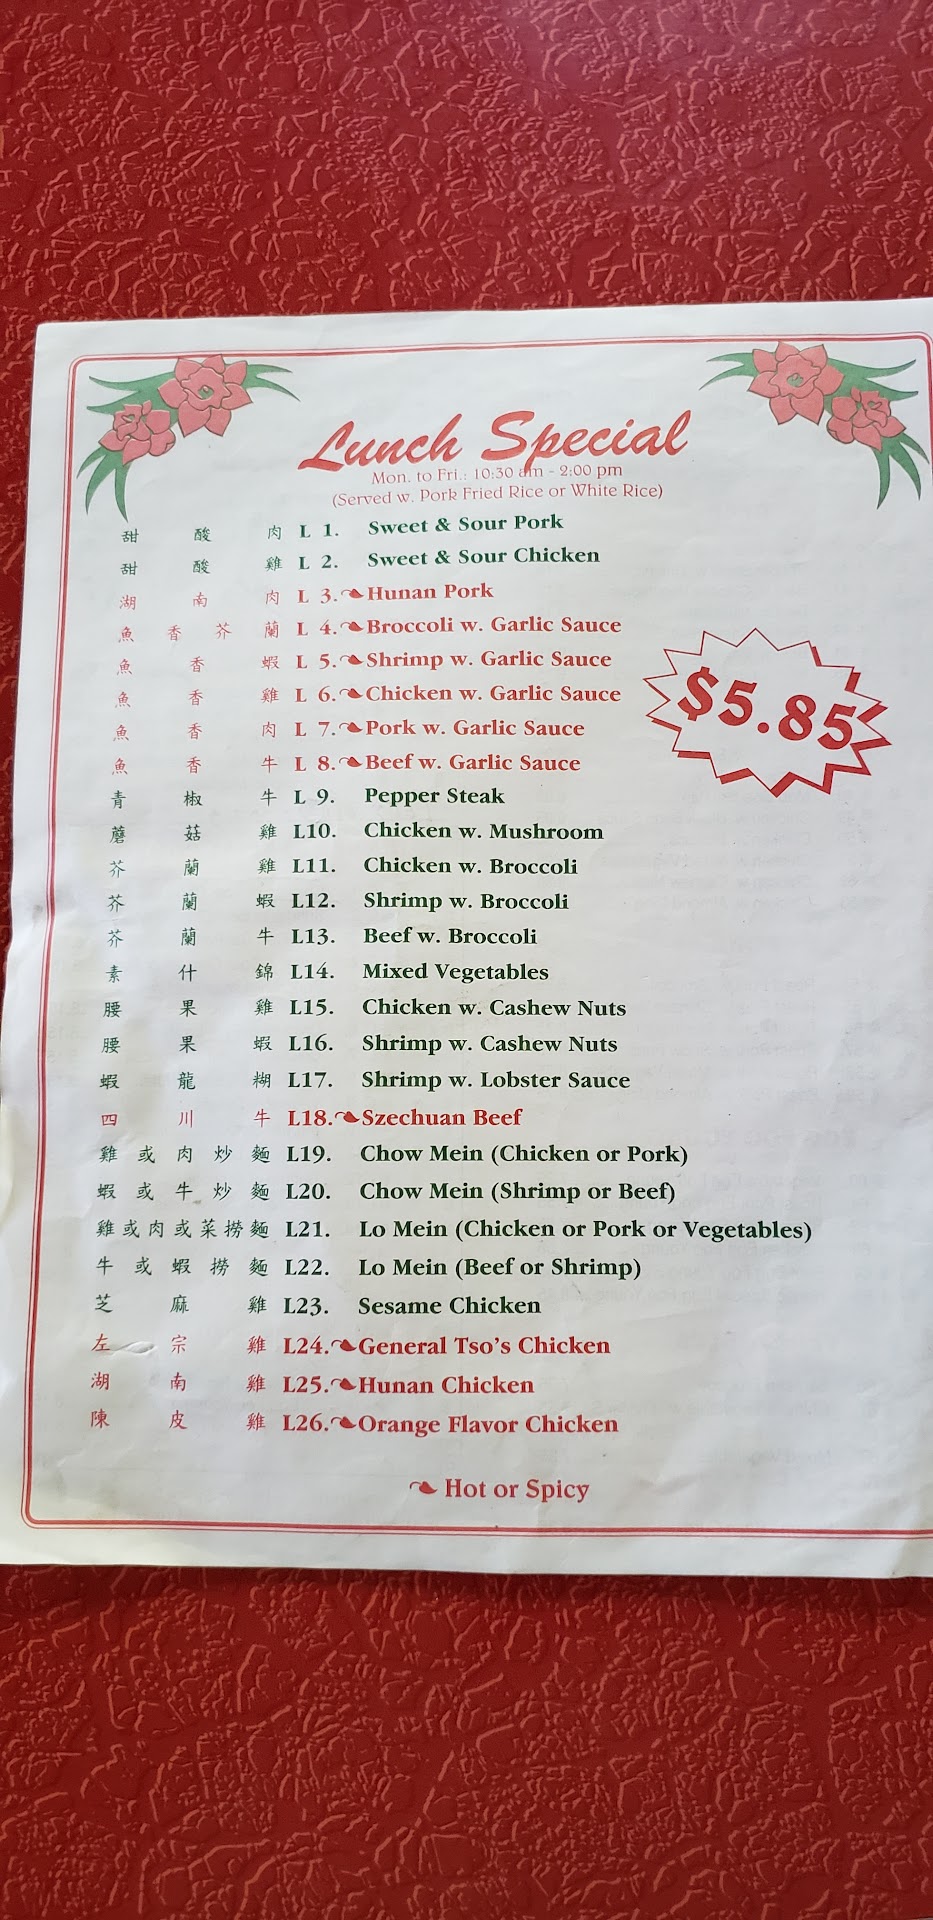 Lunch Special
Mon. to Fri.: 10:30 am - 2:00 pm
(Served w. Pork Fried Rice or White Rice)
甜 酸 肉 L 1. Sweet & Sour Pork
甜 酸 雞 L 2. Sweet & Sour Chicken
湖 南 肉 L 3. Hunan Pork
魚 香 芥 蘭 L 4. Broccoli w. Garlic Sauce
魚 香 蝦 L 5. Shrimp w. Garlic Sauce
魚 香 雞 L 6. Chicken w. Garlic Sauce
魚 香 肉 L 7. Pork w. Garlic Sauce
魚 香 牛 L 8. Beef w. Garlic Sauce
$5.85
青 椒 牛 L 9. Pepper Steak
蘑 菇 雞 L10. Chicken w. Mushroom
芥 蘭 雞 L11. Chicken w. Broccoli
芥 蘭 蝦 L12. Shrimp w. Broccoli
芥 蘭 牛 L13. Beef w. Broccoli
素 什 錦 L14. Mixed Vegetables
腰 果 雞 L15. Chicken w. Cashew Nuts
腰 果 蝦 L16. Shrimp w. Cashew Nuts
蝦 龍 糊 L17. Shrimp w. Lobster Sauce
四 川 牛 L18. Szechuan Beef
雞 或 肉 炒 麵 L19. Chow Mein (Chicken or Pork)
蝦 或 牛 炒 麵 L20. Chow Mein (Shrimp or Beef)
雞 或 肉 或 菜 撈 麵 L21. Lo Mein (Chicken or Pork or Vegetables)
牛 或 蝦 撈 麵 L22. Lo Mein (Beef or Shrimp)
芝 麻 雞 L23. Sesame Chicken
左 宗 雞 L24. General Tso's Chicken
湖 南 雞 L25. Hunan Chicken
陳 皮 雞 L26. Orange Flavor Chicken
Hot or Spicy